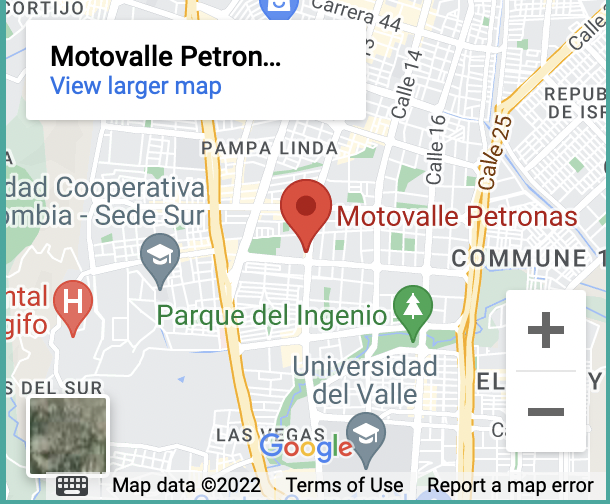 CORTIJO
Carrera 44
Calle
Motovalle Petron...
View larger map
Calle 14
REPUB
DE ISR
Calle 16
Calle 25
PAMPA LINDA
dad Cooperativa
ombia - Sede Sur
Motovalle Petronas
COMMUNE 1
ntal
gifo
H
Parque del Ingenio
+
Universidad
del Valle
S DEL SUR
EL
Y
−
LAS VEGAS
Ca
Google
Map data ©2022
Terms of Use
Report a map error